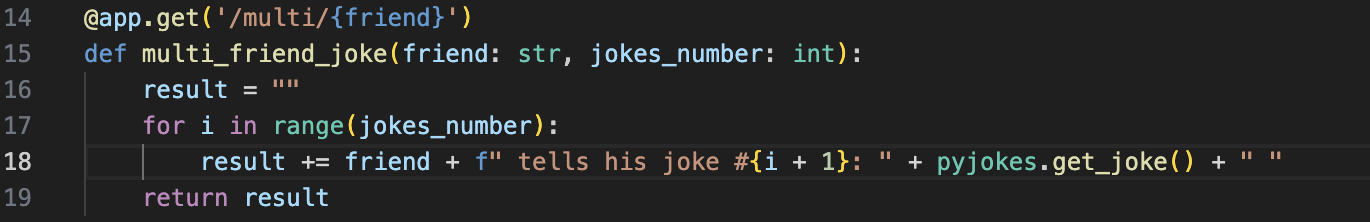 14 @app.get('/multi/{friend}')
15 def multi_friend_joke(friend: str, jokes_number: int):
16     result = ""
17     for i in range(jokes_number):
18         result += friend + f" tells his joke #{i + 1}: " + pyjokes.get_joke() + " "
19     return result